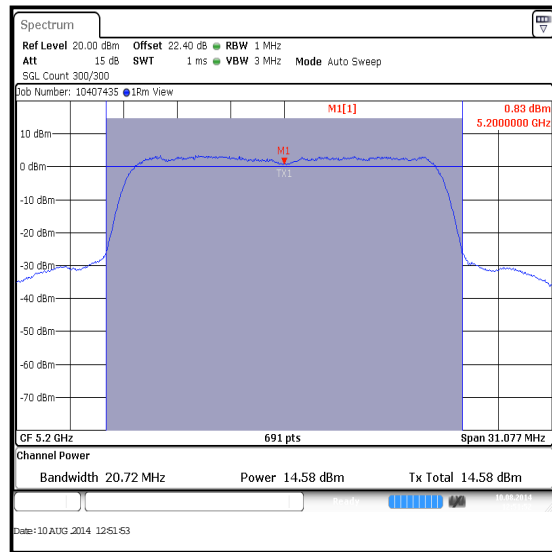 Spectrum
Ref Level 20.00 dBm Offset 22.40 dB RBW 1 MHz
Att 15 dB SWT 1 ms VBW 3 MHz Mode Auto Sweep
SGL Count 300/300
Job Number: 10407435 1Rm View
M1[1] 0.83 dBm
5.2000000 GHz
10 dBm
M1
0 dBm
TX1
-10 dBm
-20 dBm
-30 dBm
-40 dBm
-50 dBm
-60 dBm
-70 dBm
CF 5.2 GHz 691 pts Span 31.077 MHz
Channel Power
Bandwidth 20.72 MHz Power 14.58 dBm Tx Total 14.58 dBm
Ready 10.08.2014
Date: 10 AUG 2014 12:51:53